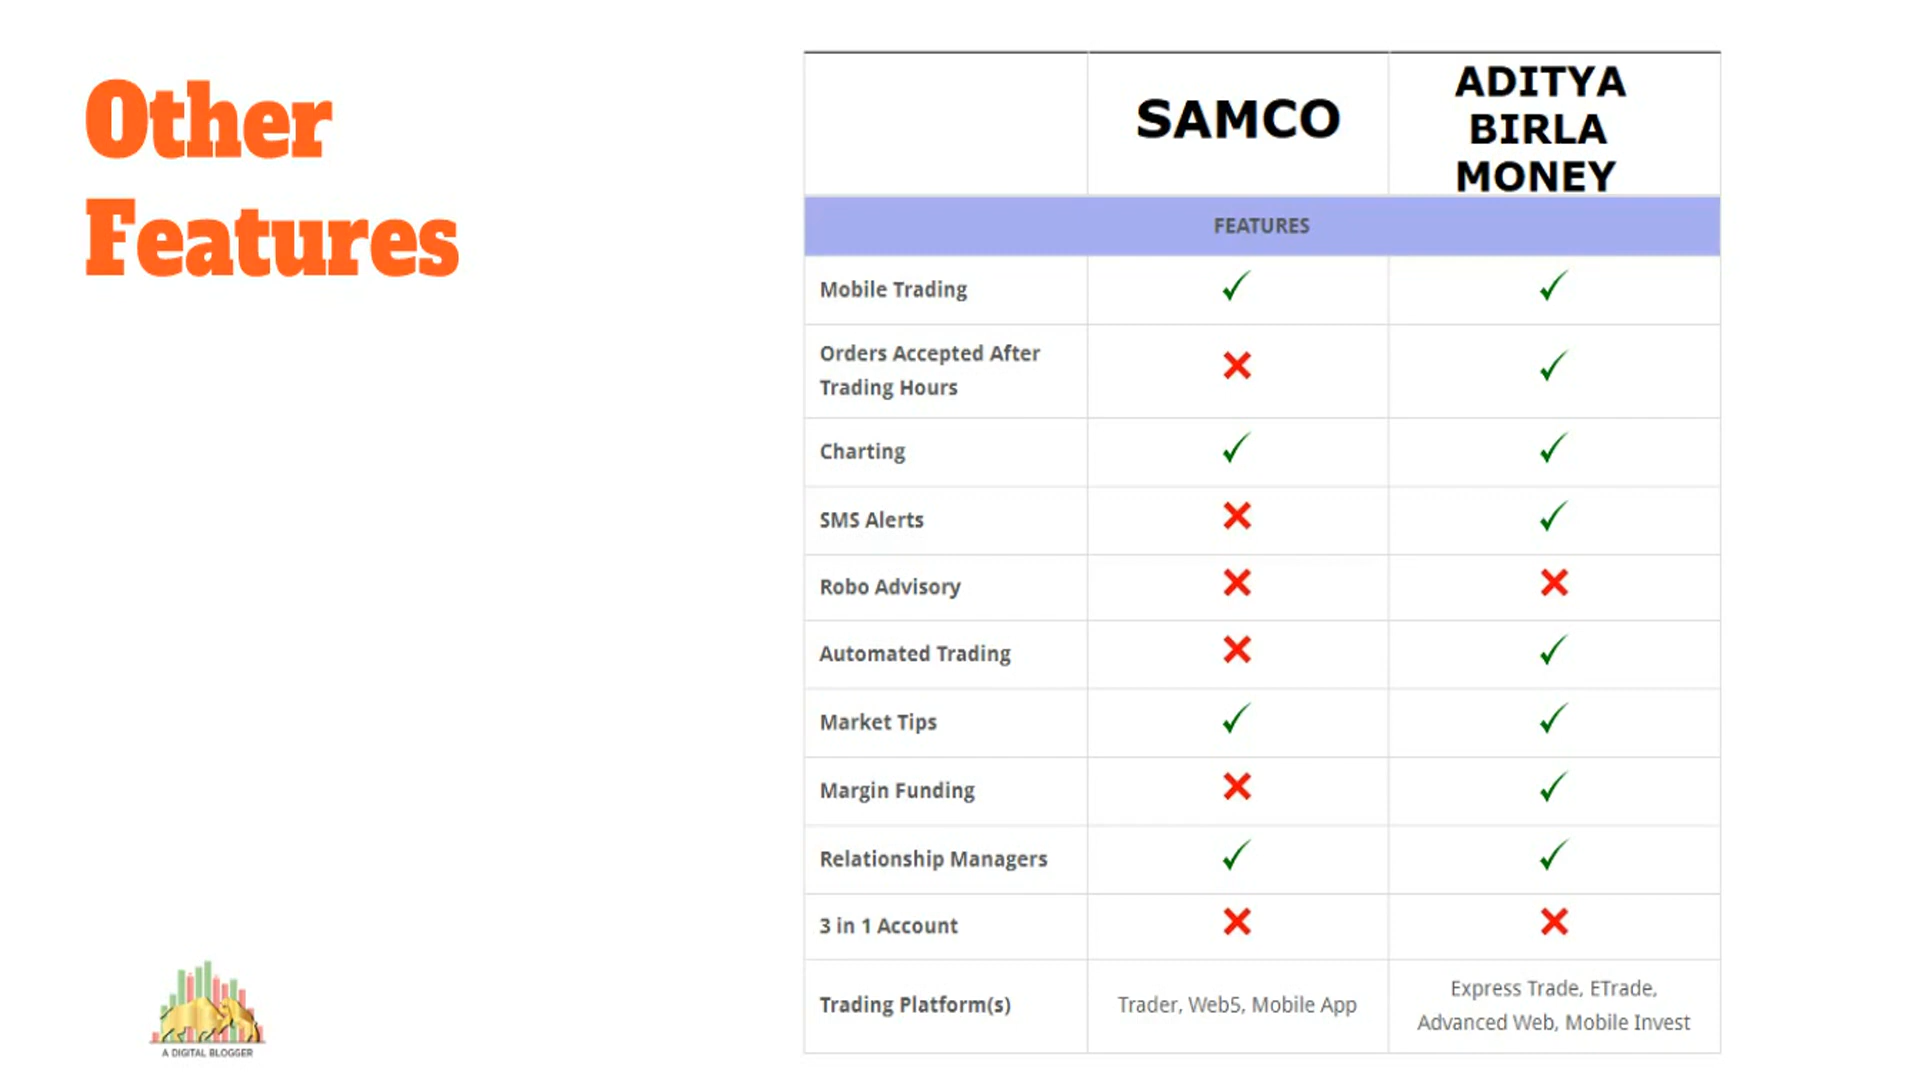 Other
Features
SAMCO
ADITYA
BIRLA
MONEY
FEATURES
Mobile Trading
Orders Accepted After
Trading Hours
Charting
SMS Alerts
Robo Advisory
Automated Trading
Market Tips
Margin Funding
Relationship Managers
3 in 1 Account
Trading Platform(s)
Trader, Web5, Mobile App
Express Trade, ETrade,
Advanced Web, Mobile Invest
A DIGITAL BLOGGER